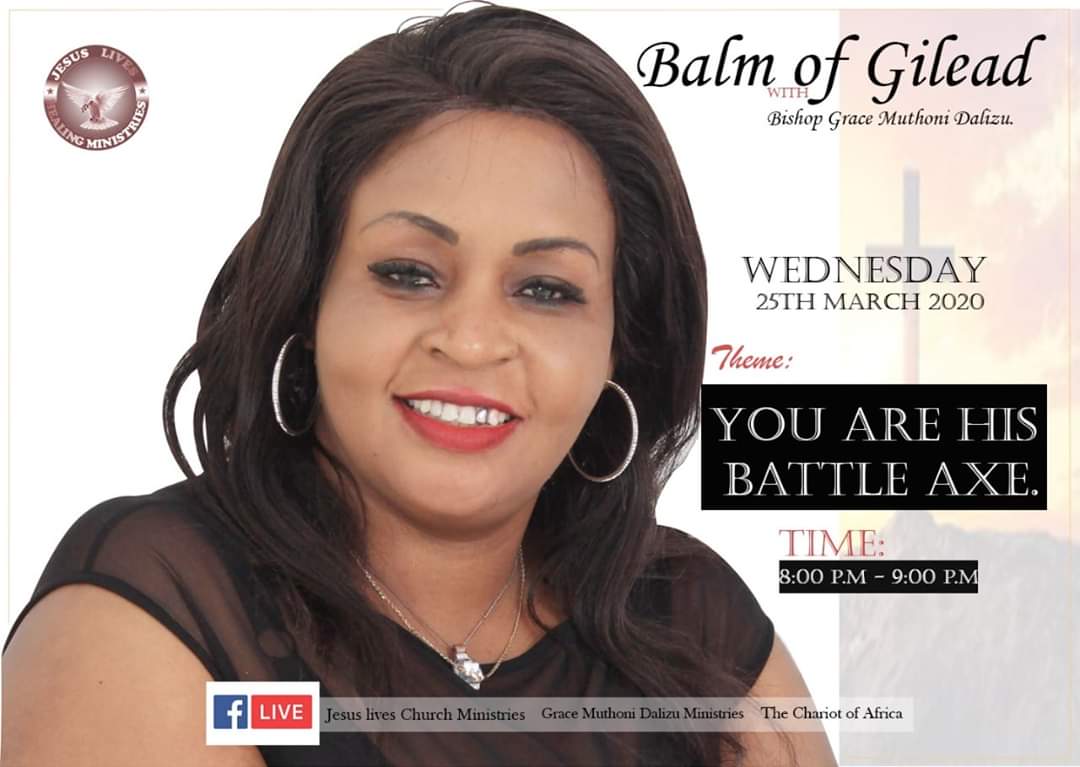 JESUS LIVES
HEALING MINISTRIES
Balm of Gilead
WITH
Bishop Grace Muthoni Dalizu.
WEDNESDAY
25TH MARCH 2020
Theme:
YOU ARE HIS
BATTLE AXE.
TIME:
8:00 P.M – 9:00 P.M
f LIVE Jesus lives Church Ministries Grace Muthoni Dalizu Ministries The Chariot of Africa